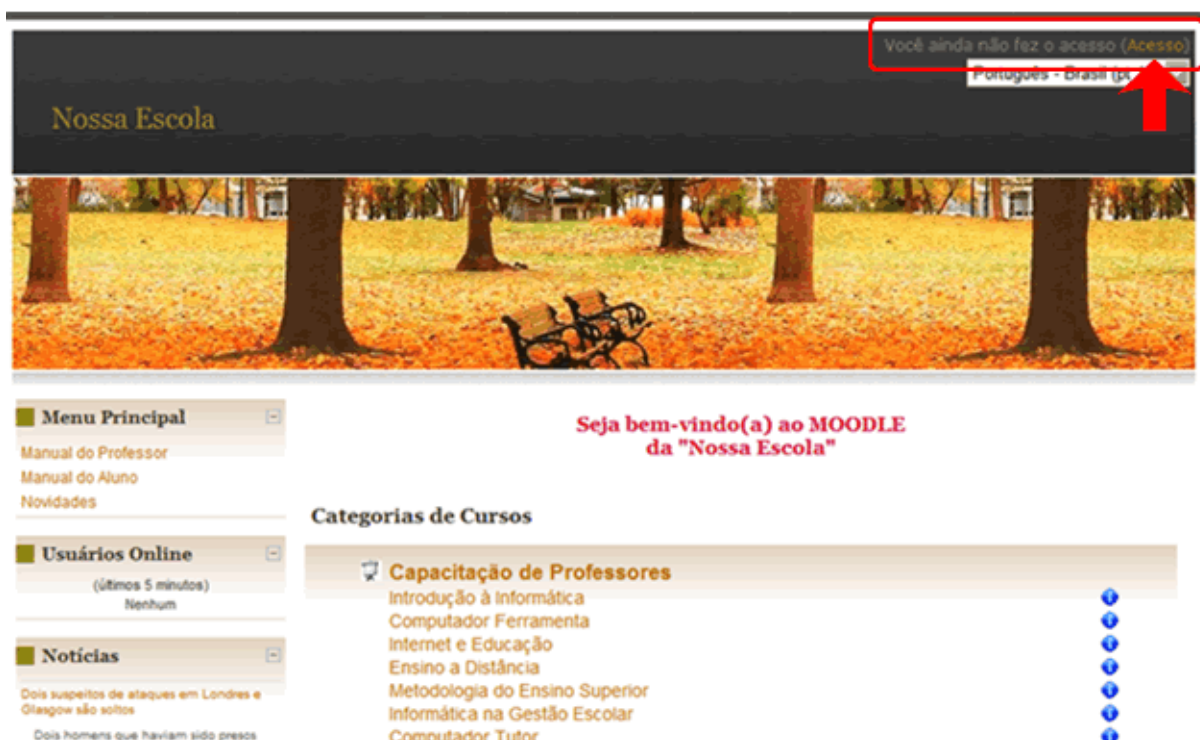 Você ainda não fez o acesso (Acesso)
Português - Brasil (pt
Nossa Escola
Menu Principal
Manual do Professor
Manual do Aluno
Novidades
Usuários Online
(últimos 5 minutos)
Nenhum
Notícias
Dois suspeitos de ataques em Londres e
Glasgow são soltos
Dois homens que haviam sido presos
Seja bem-vindo(a) ao MOODLE
da "Nossa Escola"
Categorias de Cursos
Capacitação de Professores
Introdução à Informática
Computador Ferramenta
Internet e Educação
Ensino a Distância
Metodologia do Ensino Superior
Informática na Gestão Escolar
Computador Tutor